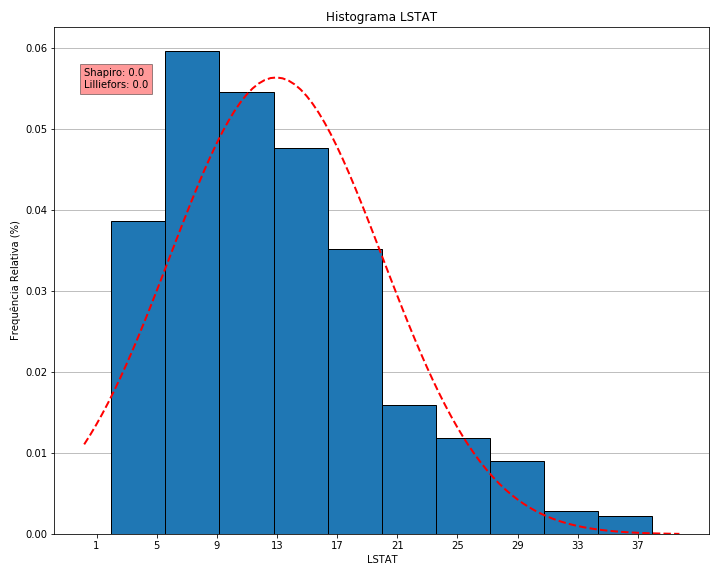 Histograma LSTAT
Shapiro: 0.0
Lilliefors: 0.0
Frequência Relativa (%)
0.06
0.05
0.04
0.03
0.02
0.01
0.00
1 5 9 13 17 21 25 29 33 37
LSTAT